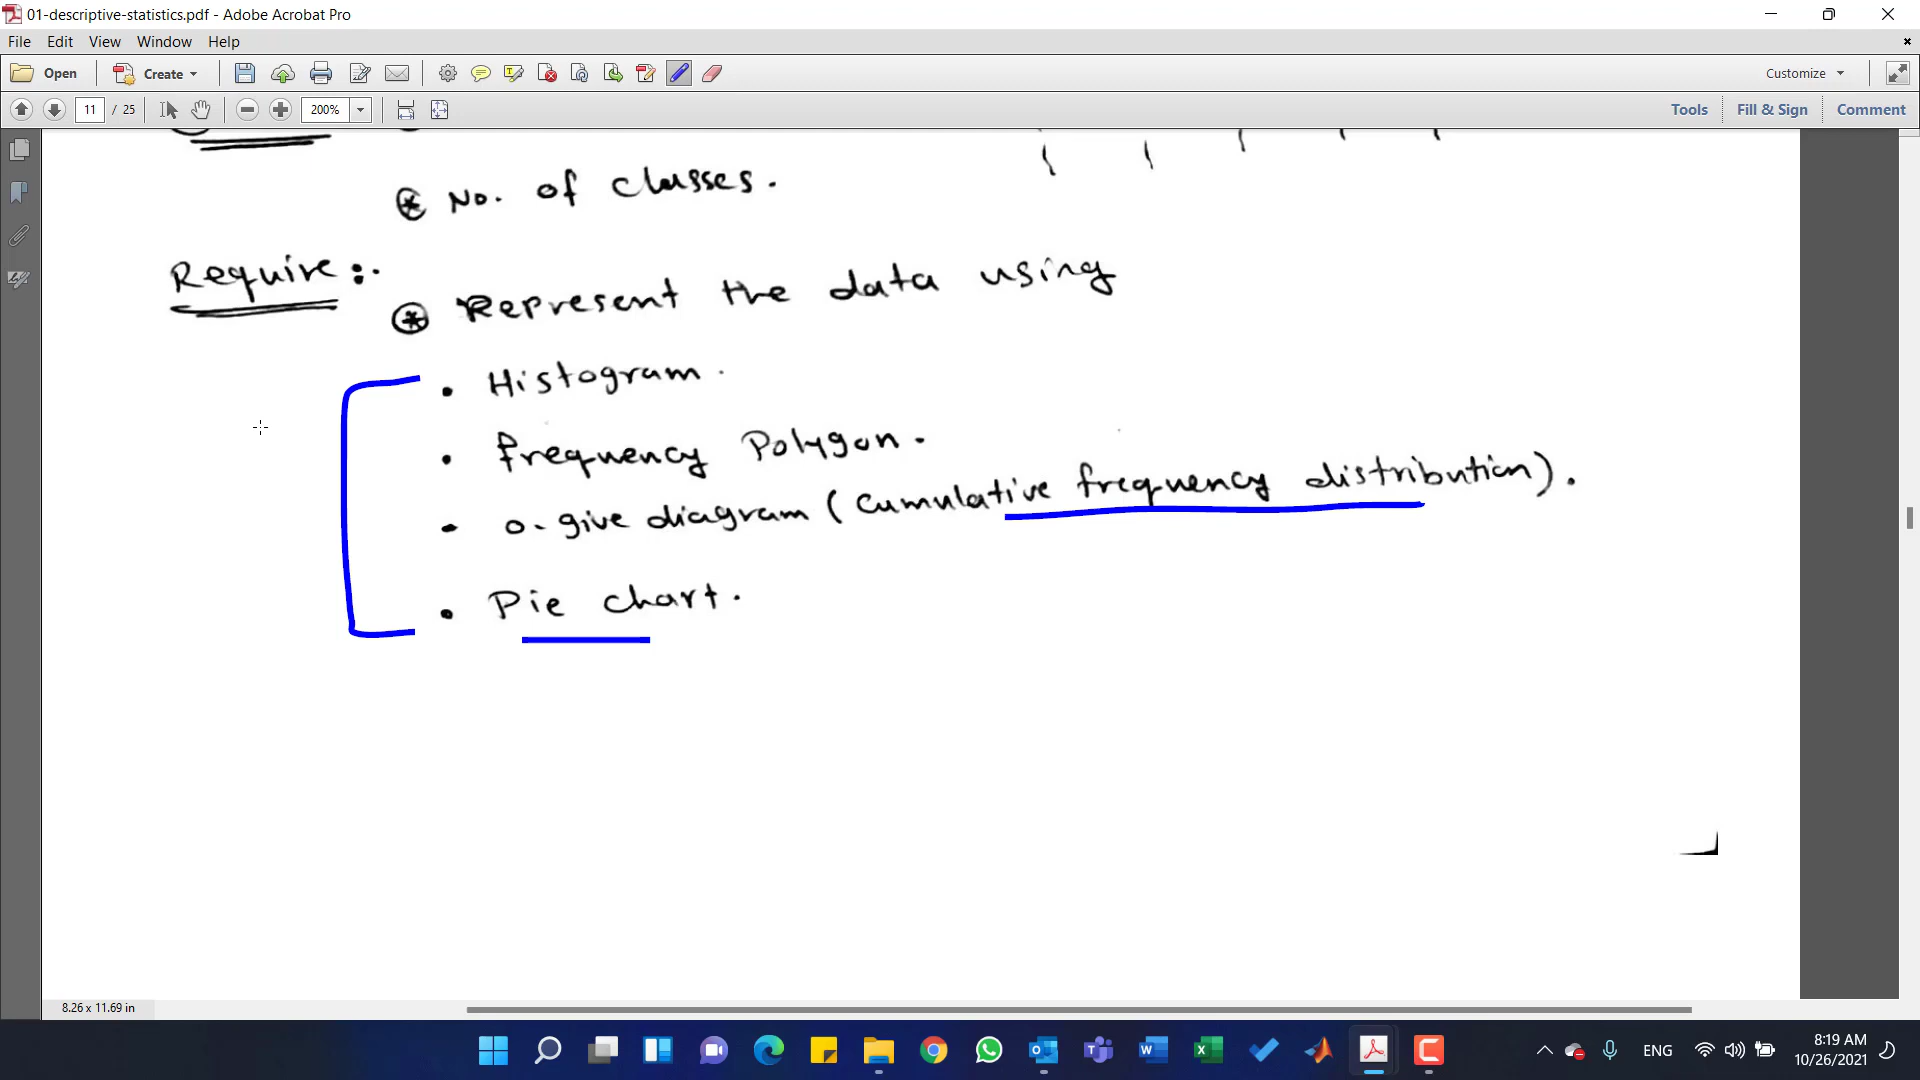 01-descriptive-statistics.pdf - Adobe Acrobat Pro
File Edit View Window Help
Open Create Customize
11 / 25 200% Tools Fill & Sign Comment
No. of classes.
Require:.
Represent the data using
• Histogram.
• frequency Polygon.
• o-give diagram (cumulative frequency distribution).
• Pie chart.
8.26 x 11.69 in
ENG 8:19 AM
10/26/2021